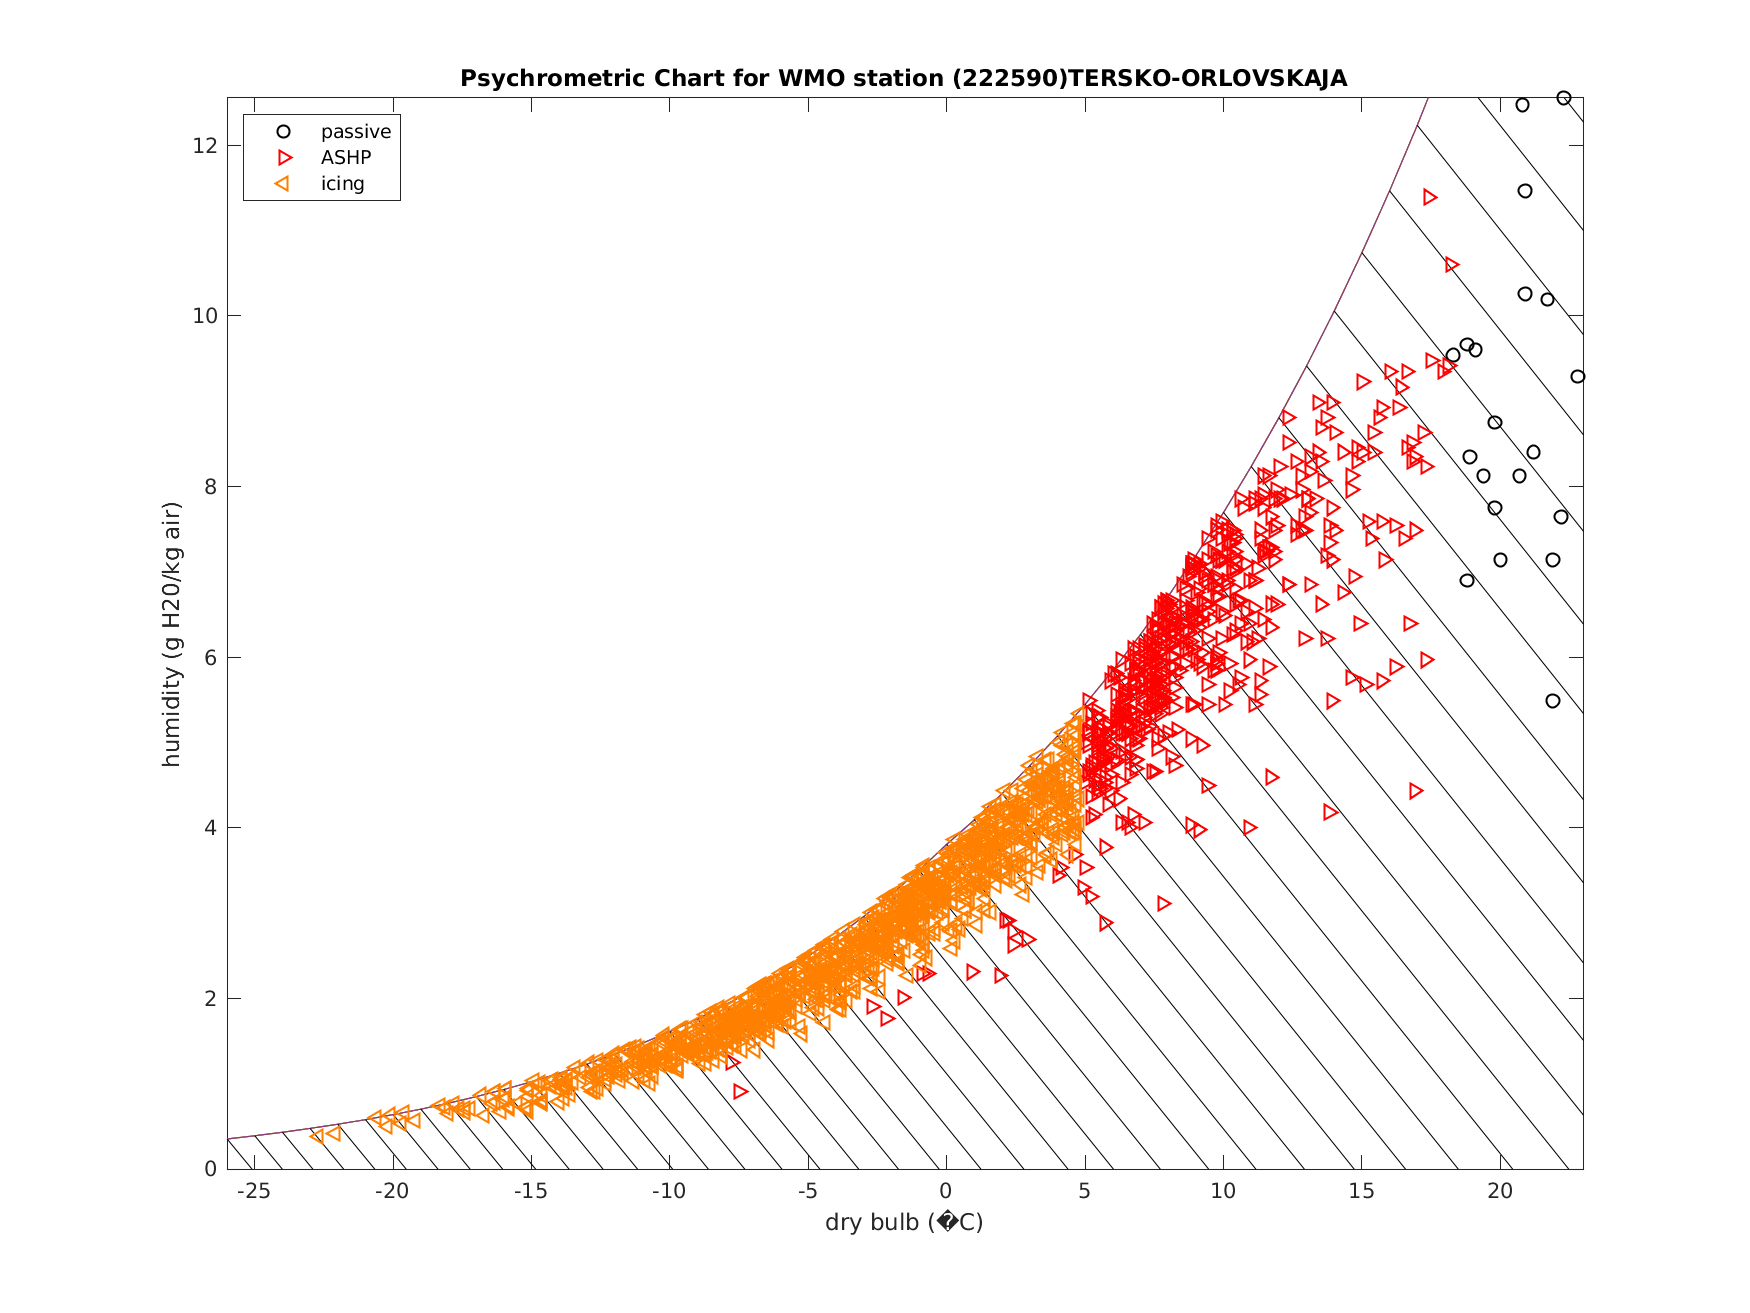 Psychrometric Chart for WMO station (222590)TERSKO-ORLOVSKAJA
passive
ASHP
icing
humidity (g H20/kg air)
12
10
8
6
4
2
0
-25 -20 -15 -10 -5 0 5 10 15 20
dry bulb (�C)